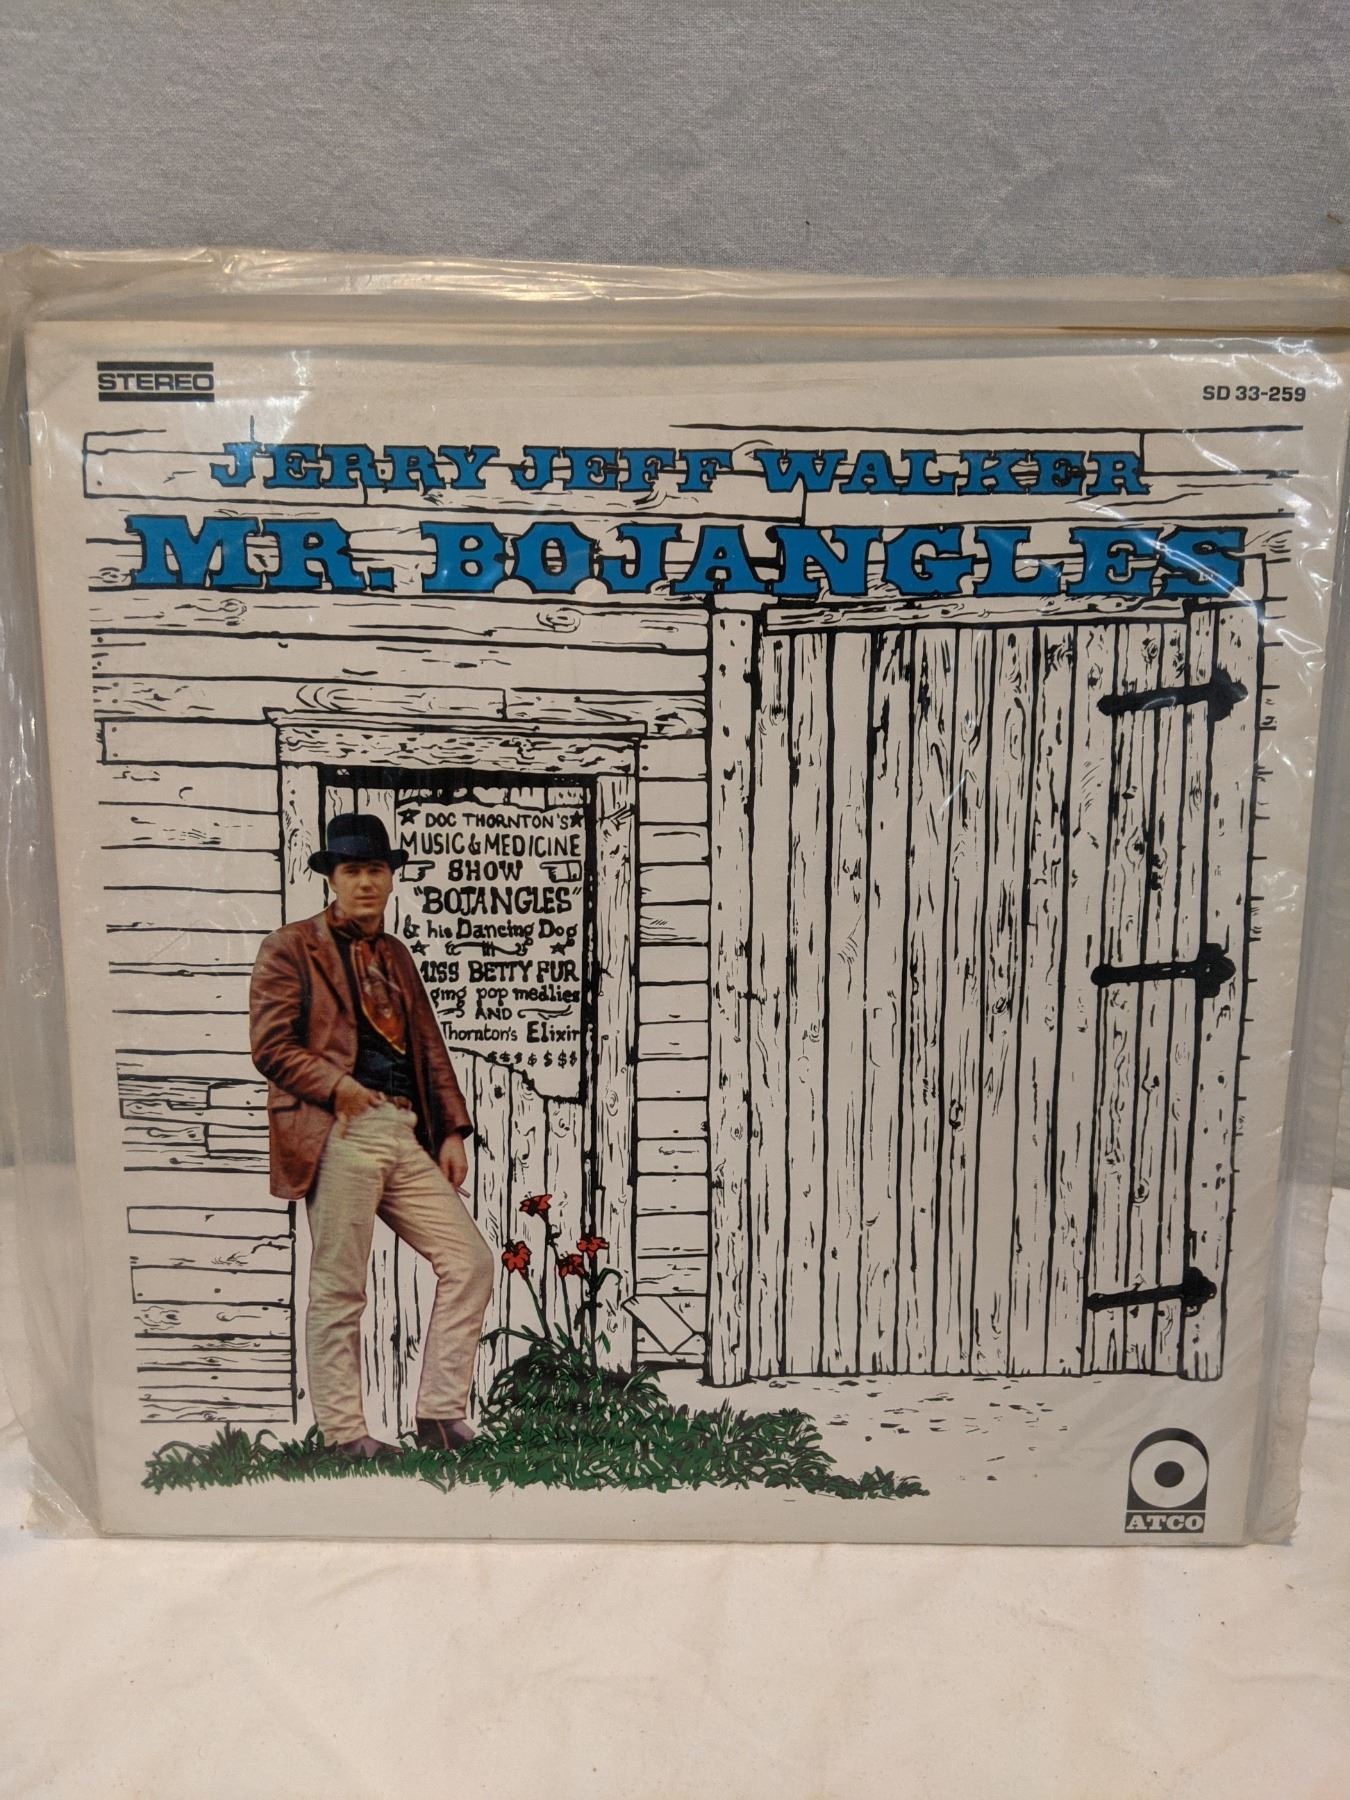 STEREO
SD 33-259
JERRY JEFF WALKER
MR. BOJANGLES
DOC THORNTON'S
MUSIC & MEDICINE
SHOW
"BOJANGLES"
& his Dancing Dog
MISS BETTY FUR
ging pop medlies
AND
Thornton's Elixir
$$$$$$$
ATCO